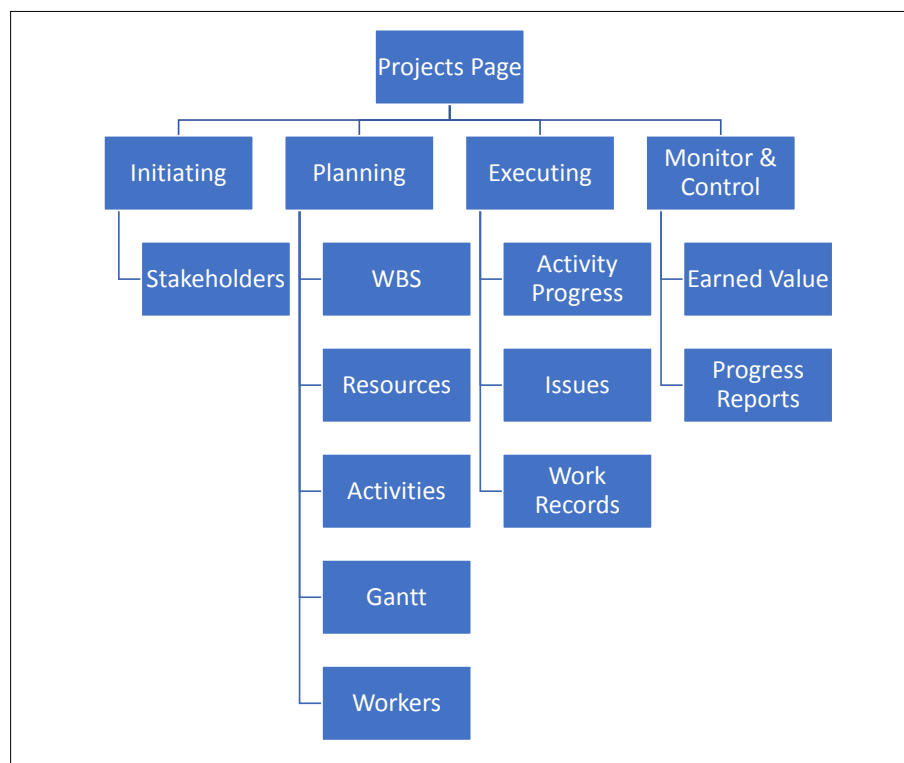 Projects Page
Initiating
Planning
Executing
Monitor &
Control
Stakeholders
WBS
Activity
Progress
Earned Value
Resources
Issues
Progress
Reports
Activities
Work
Records
Gantt
Workers